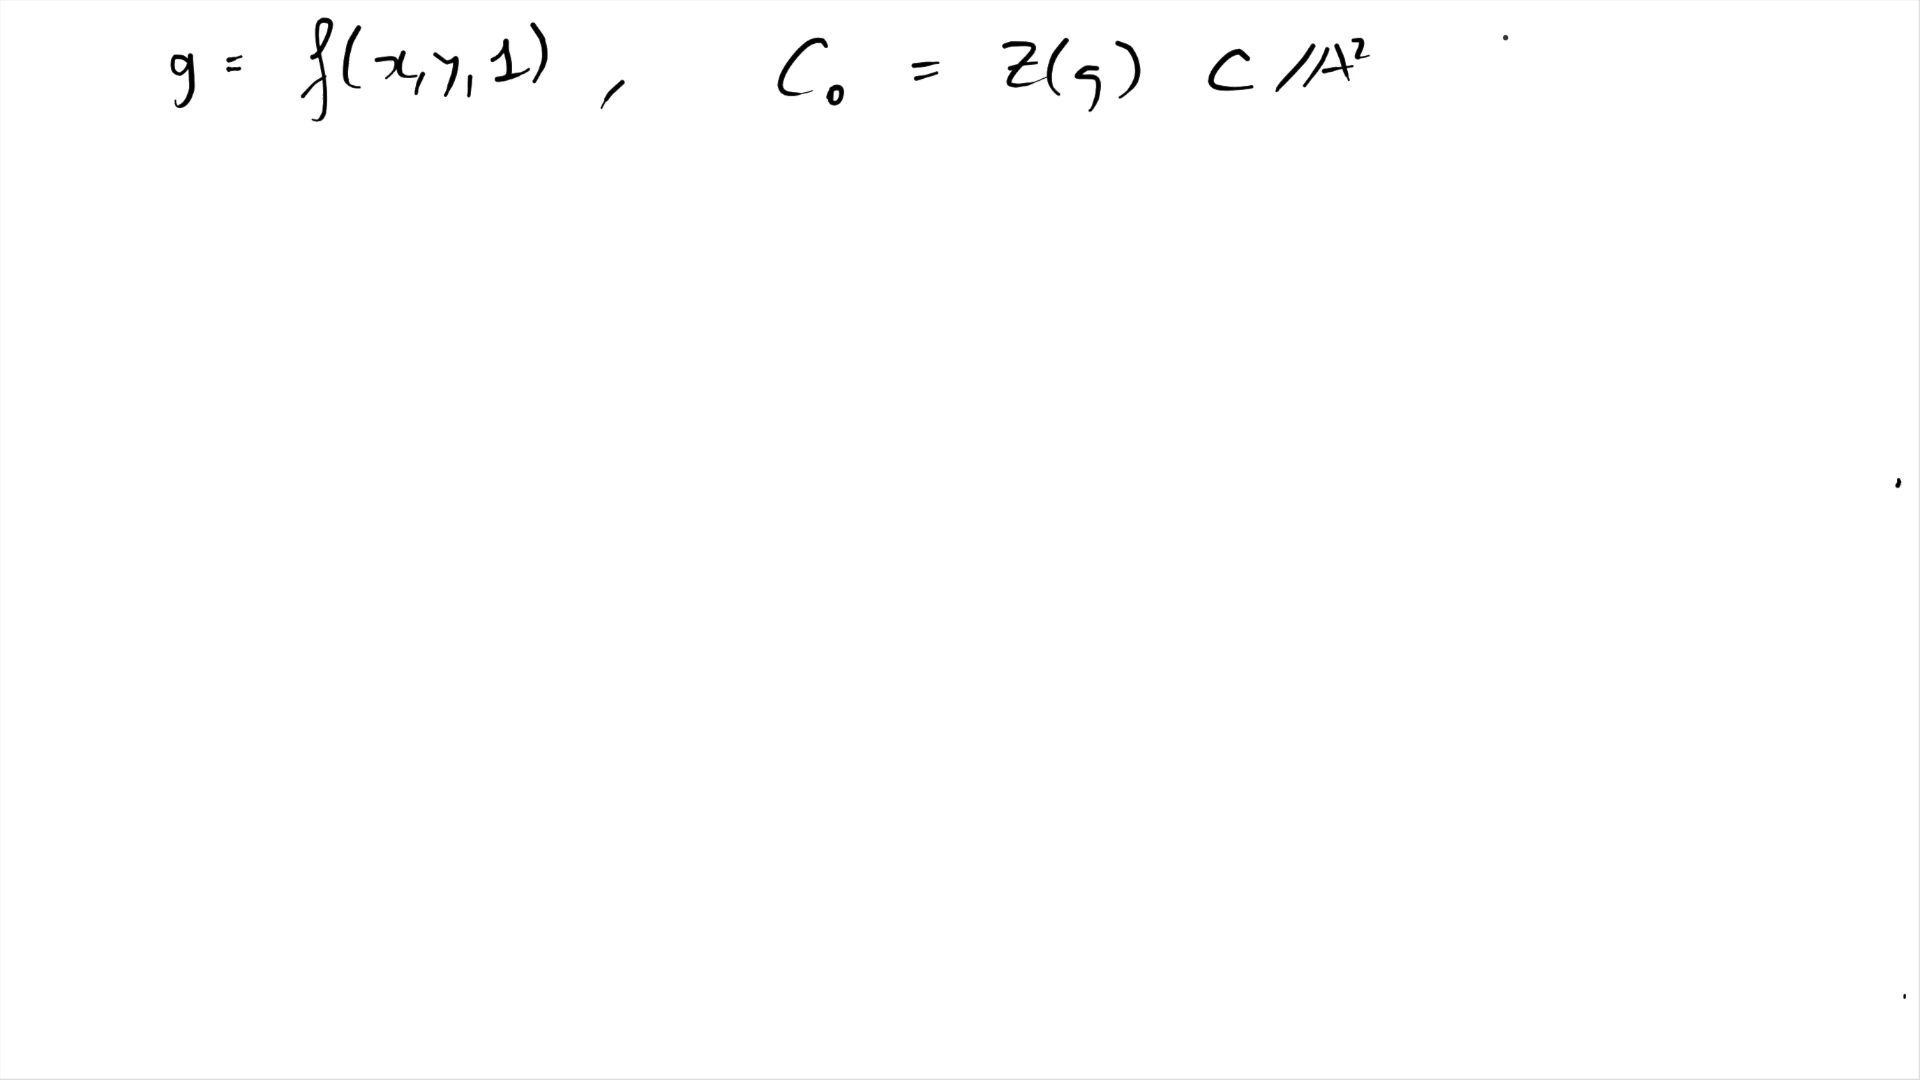 g = f(x,y,1) , C₀ = Z(g) ⊂ 𝔸²